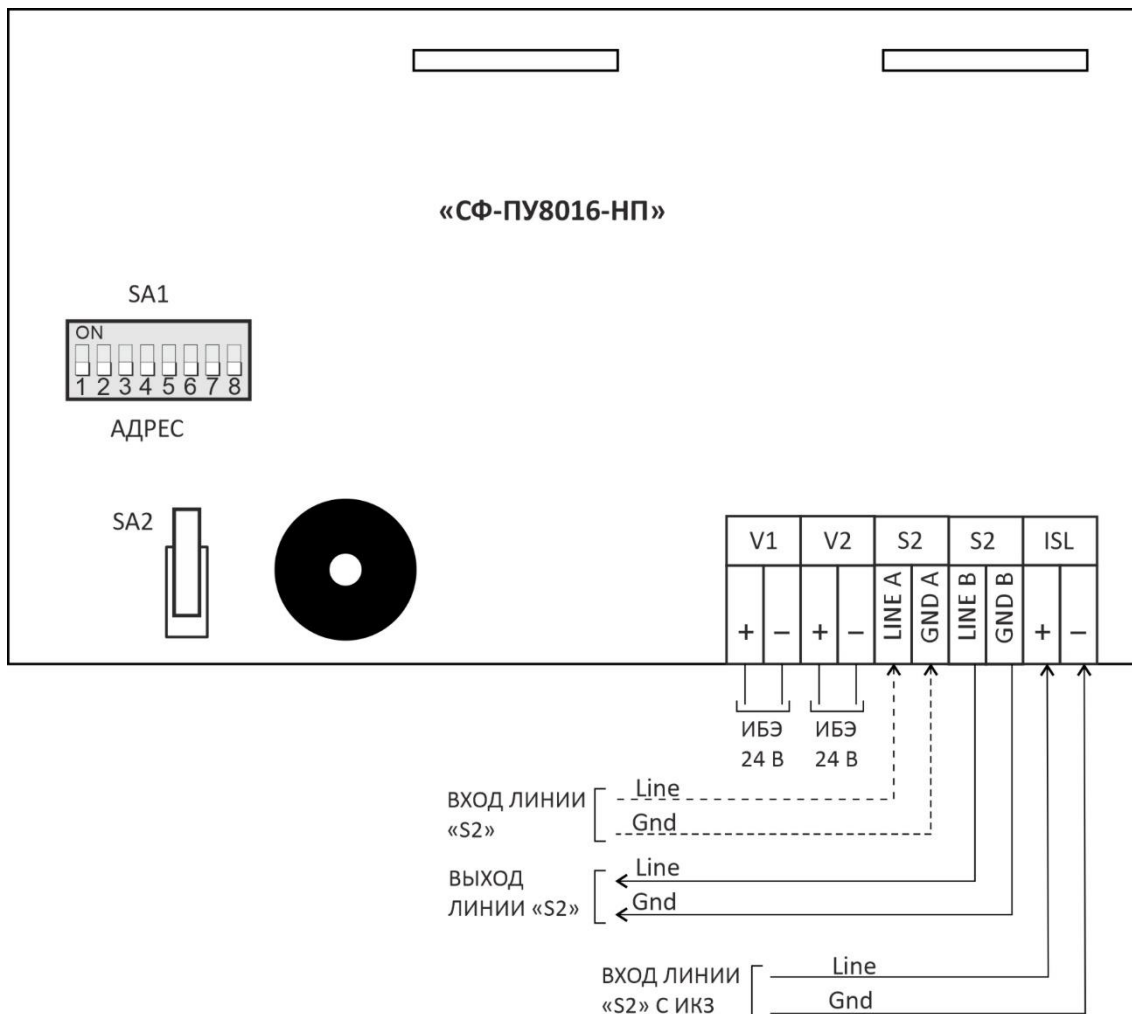 «СФ-ПУ8016-НП»
SA1
ON
1 2 3 4 5 6 7 8
АДРЕС
SA2
V1 V2 S2 S2 ISL
+ − + − LINE A GND A LINE B GND B + −
ИБЭ ИБЭ
24 В 24 В
ВХОД ЛИНИИ Line
«S2» Gnd
ВЫХОД Line
ЛИНИИ «S2» Gnd
ВХОД ЛИНИИ Line
«S2» С ИКЗ Gnd